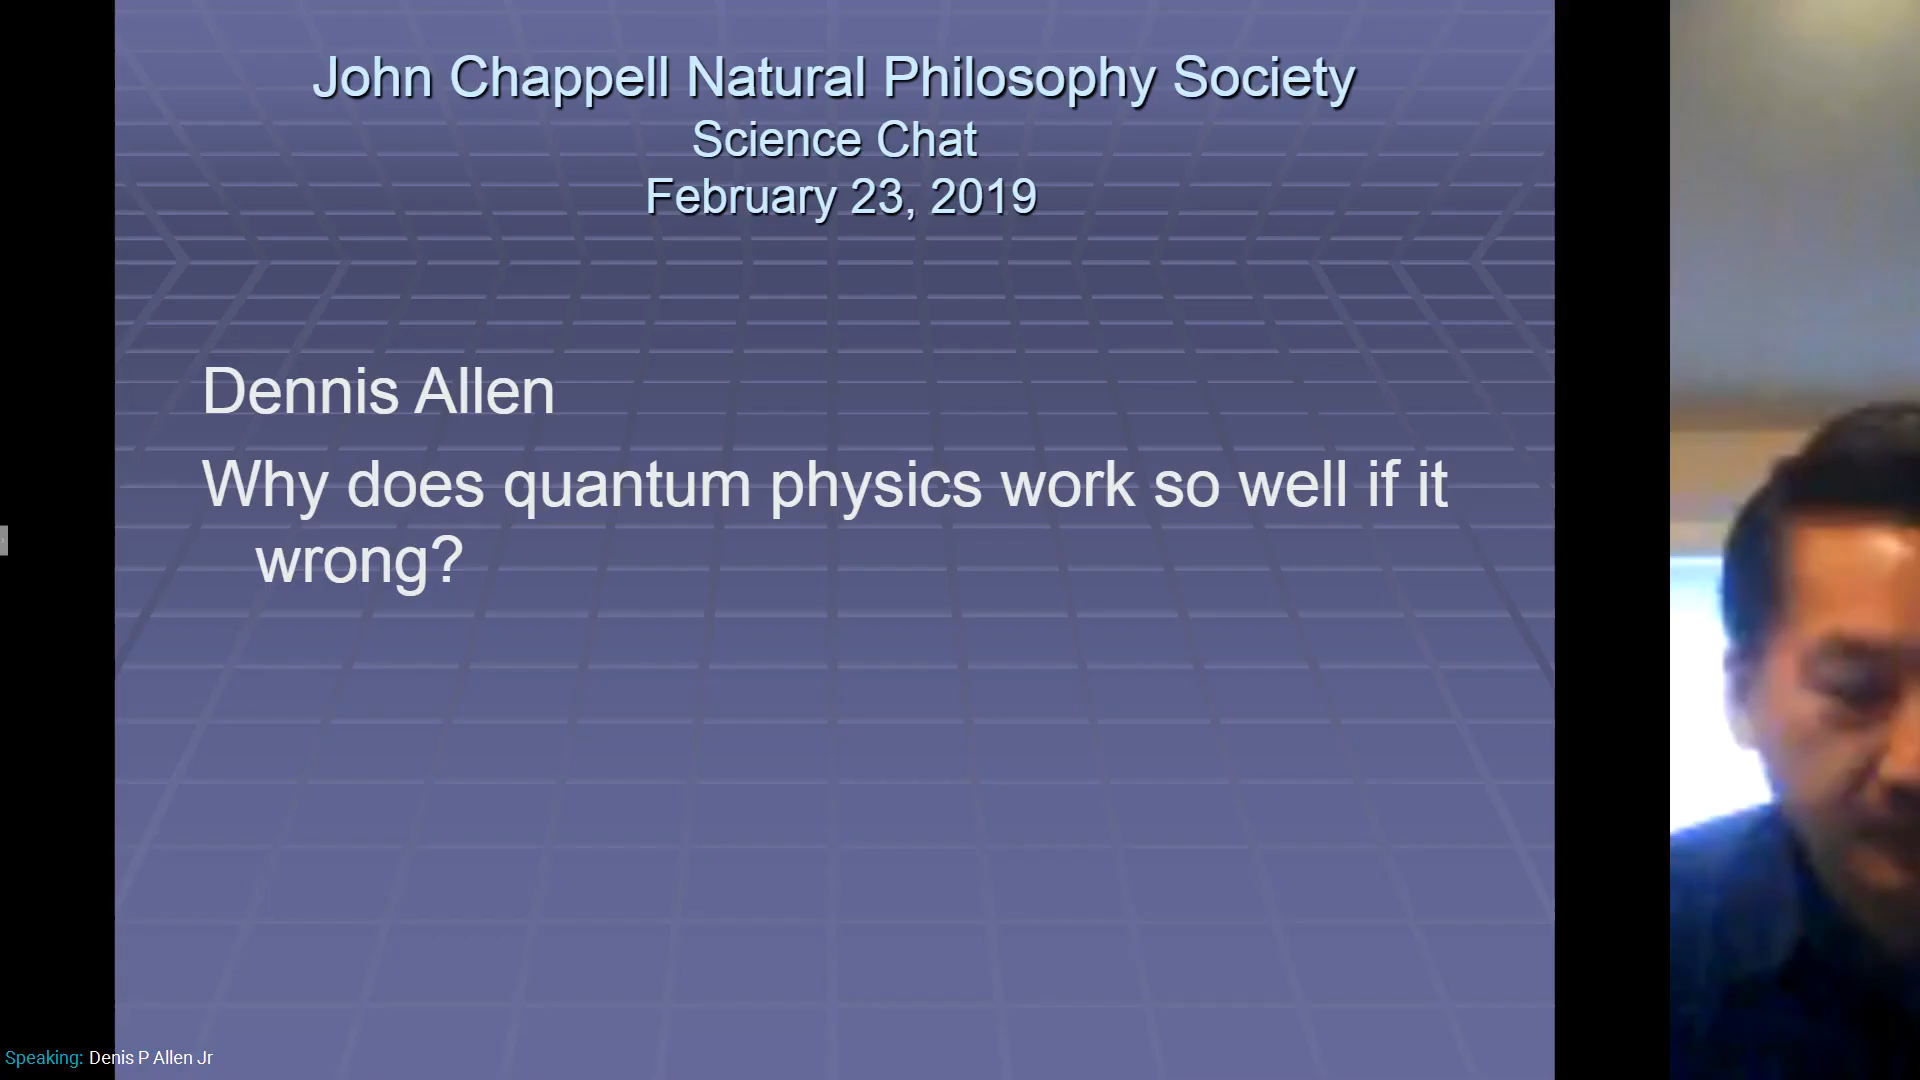 John Chappell Natural Philosophy Society
Science Chat
February 23, 2019
Dennis Allen
Why does quantum physics work so well if it
wrong?
Speaking: Denis P Allen Jr